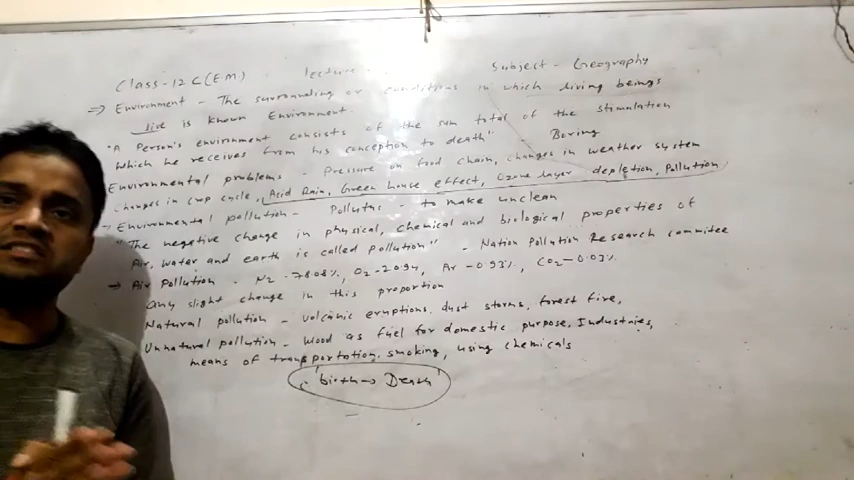 Class-12 C(E.M.) lecture - Subject - Geography
=> Environment - The surrounding or conditions in which living beings
live is known Environment.
"A Person's environment consists of the sum total of the stimulation
which he receives from his conception to death" Boring
Environmental problems - Pressure on food chain, changes in weather system
changes in crop cycle, Acid Rain, Green house effect, Ozone layer depletion, Pollution
Environmental pollution - Pollutus - to make unclean
"The negative change in physical, chemical and biological properties of
Air, water and earth is called pollution" - Nation Pollution Research commitee
→ Air Pollution - N2 - 78.08%, O2 - 20.94, Ar - 0.93%, CO2 - 0.03%
any slight change in this proportion
Natural pollution - volcanic eruptions, dust storms, forest fire,
Unnatural pollution - wood as fuel for domestic purpose, Industries,
means of transportation, smoking, using chemicals
"birth → Death"